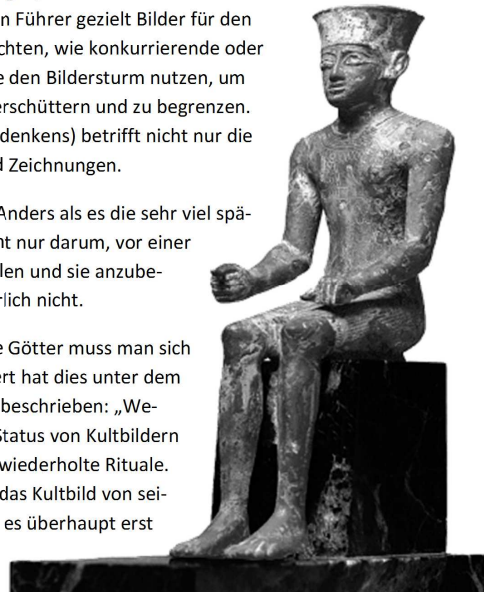 n Führer gezielt Bilder für den
chten, wie konkurrierende oder
e den Bildersturm nutzen, um
erschüttern und zu begrenzen.
denkens) betrifft nicht nur die
d Zeichnungen.
Anders als es die sehr viel spä-
nt nur darum, vor einer
len und sie anzube-
rlich nicht.
e Götter muss man sich
ert hat dies unter dem
beschrieben: „We-
Status von Kultbildern
wiederholte Rituale.
das Kultbild von sei-
es überhaupt erst